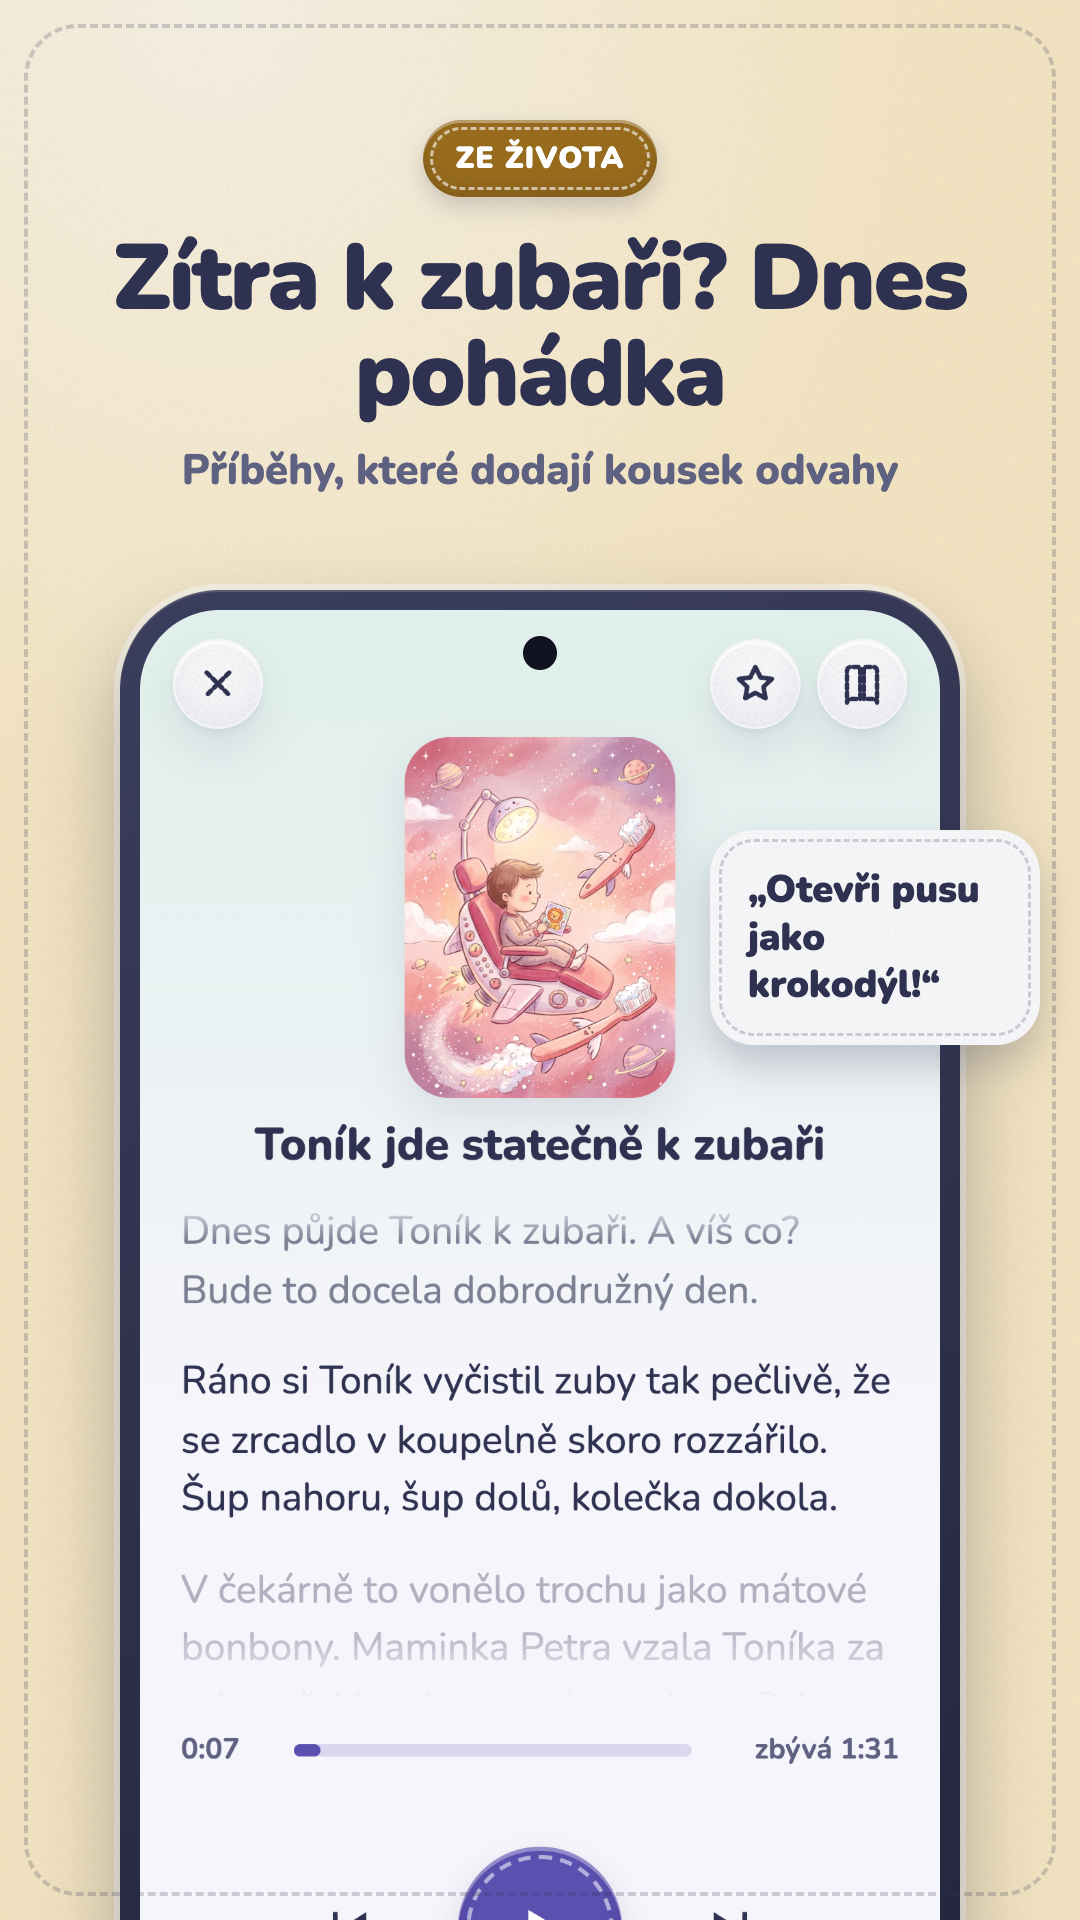 ZE ŽIVOTA
Zítra k zubaři? Dnes
pohádka
Příběhy, které dodají kousek odvahy
„Otevři pusu
jako
krokodýl!“
Toník jde statečně k zubaři
Dnes půjde Toník k zubaři. A víš co?
Bude to docela dobrodružný den.
Ráno si Toník vyčistil zuby tak pečlivě, že
se zrcadlo v koupelně skoro rozzářilo.
Šup nahoru, šup dolů, kolečka dokola.
V čekárně to vonělo trochu jako mátové
bonbony. Maminka Petra vzala Toníka za
0:07
zbývá 1:31